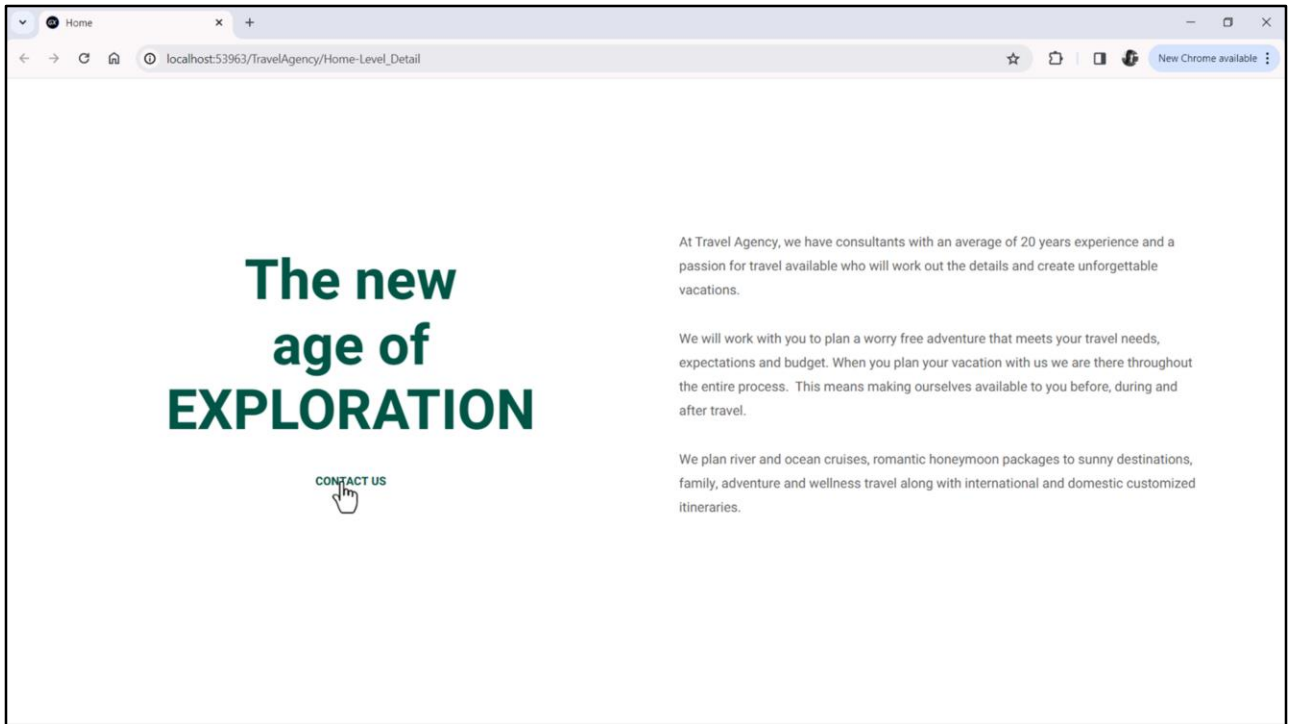 GX Home
localhost:53963/TravelAgency/Home-Level_Detail
New Chrome available
The new
age of
EXPLORATION
CONTACT US
At Travel Agency, we have consultants with an average of 20 years experience and a
passion for travel available who will work out the details and create unforgettable
vacations.
We will work with you to plan a worry free adventure that meets your travel needs,
expectations and budget. When you plan your vacation with us we are there throughout
the entire process.  This means making ourselves available to you before, during and
after travel.
We plan river and ocean cruises, romantic honeymoon packages to sunny destinations,
family, adventure and wellness travel along with international and domestic customized
itineraries.